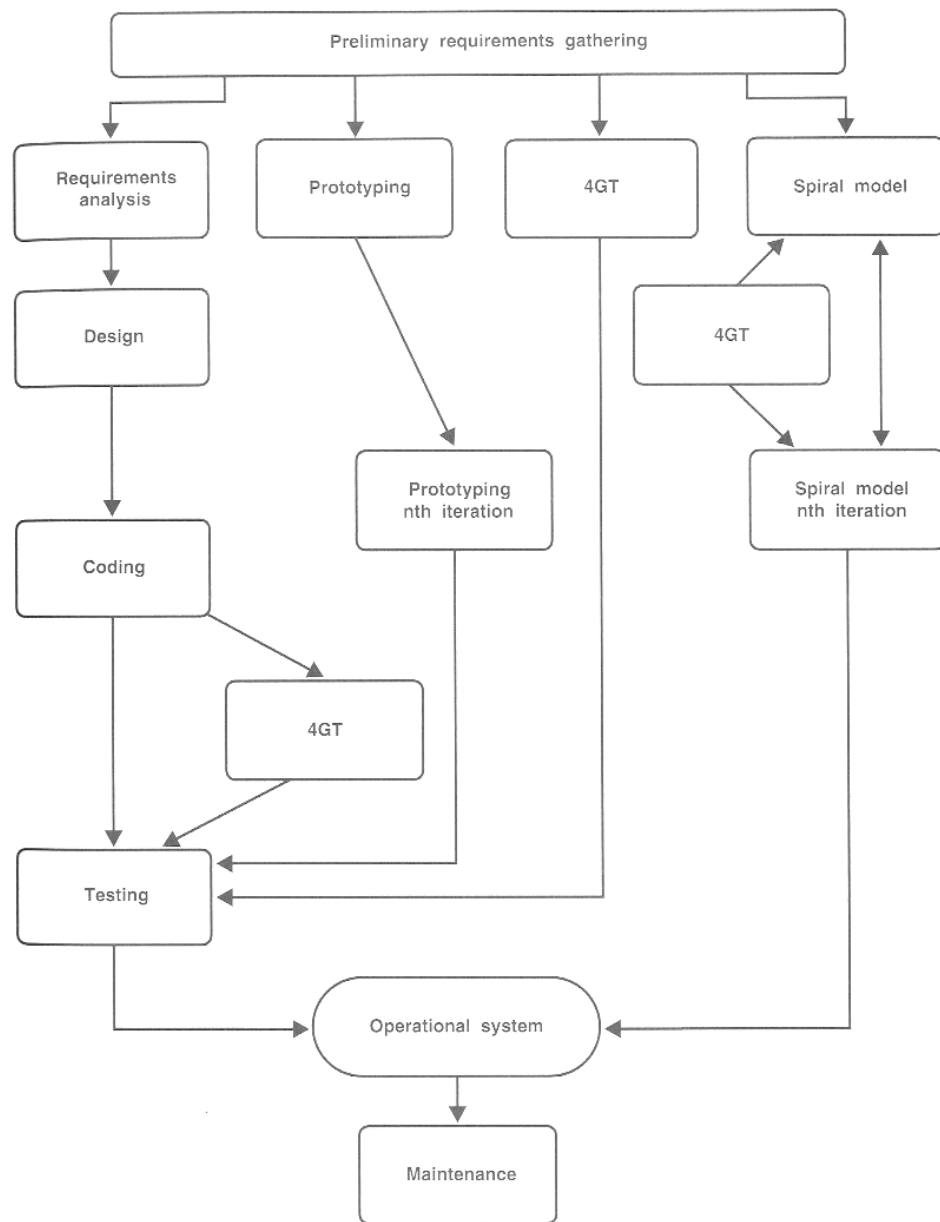 Preliminary requirements gathering
Requirements
analysis
Prototyping
4GT
Spiral model
Design
4GT
Prototyping
nth iteration
Spiral model
nth iteration
Coding
4GT
Testing
Operational system
Maintenance